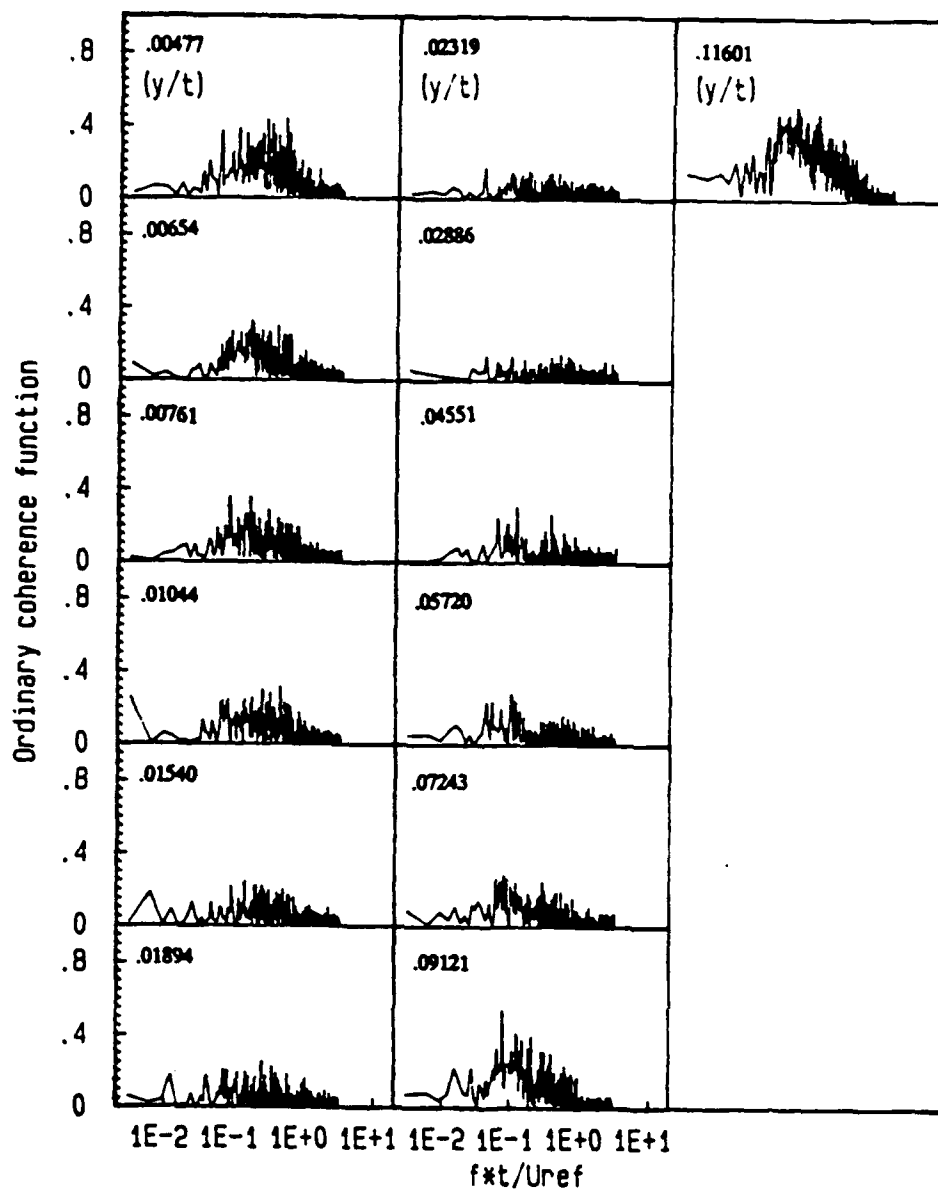 .8 .00477 .02319 .11601
(y/t) (y/t) (y/t)
.4
0
.8 .00654 .02886
.4
0
.8 .00761 .04551
.4
0
.8 .01044 .05720
.4
0
.8 .01540 .07243
.4
0
.8 .01894 .09121
.4
0
Ordinary coherence function
1E-2 1E-1 1E+0 1E+1 1E-2 1E-1 1E+0 1E+1
f*t/Uref